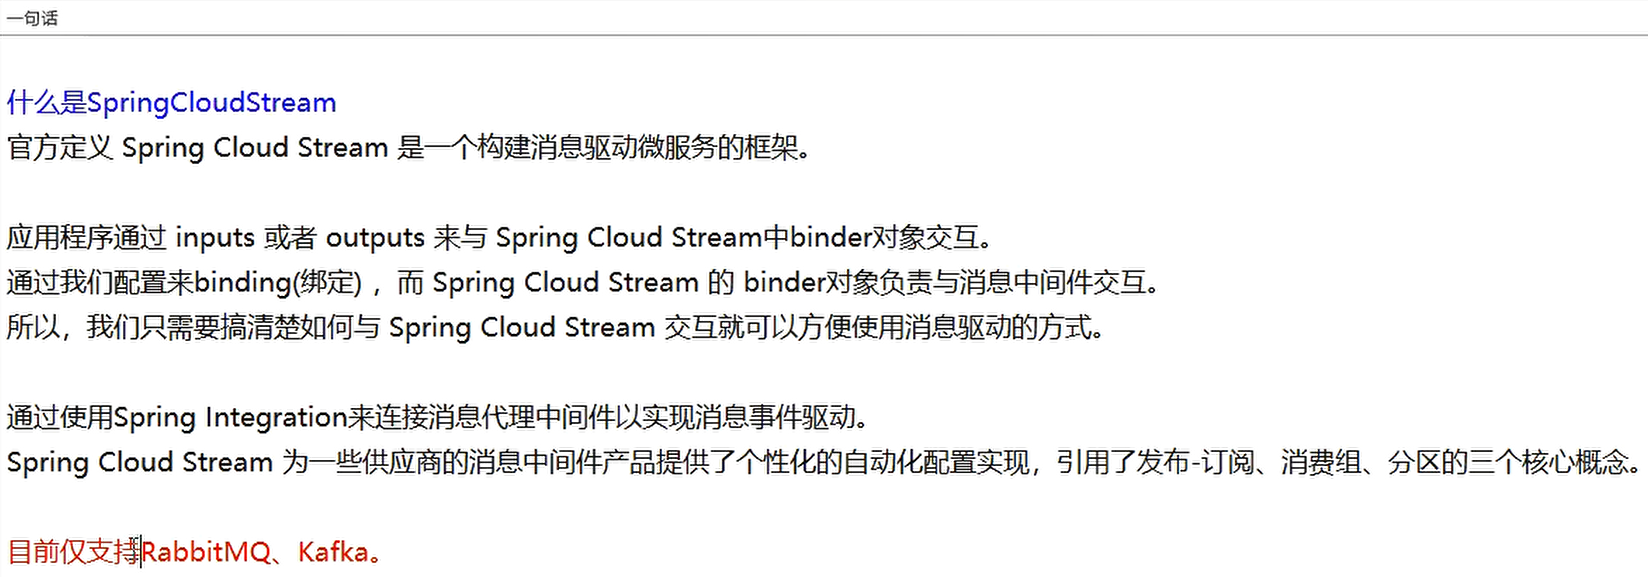 一句话
什么是SpringCloudStream
官方定义 Spring Cloud Stream 是一个构建消息驱动微服务的框架。
应用程序通过 inputs 或者 outputs 来与 Spring Cloud Stream中binder对象交互。
通过我们配置来binding(绑定) ，而 Spring Cloud Stream 的 binder对象负责与消息中间件交互。
所以，我们只需要搞清楚如何与 Spring Cloud Stream 交互就可以方便使用消息驱动的方式。
通过使用Spring Integration来连接消息代理中间件以实现消息事件驱动。
Spring Cloud Stream 为一些供应商的消息中间件产品提供了个性化的自动化配置实现，引用了发布-订阅、消费组、分区的三个核心概念。
目前仅支持RabbitMQ、Kafka。